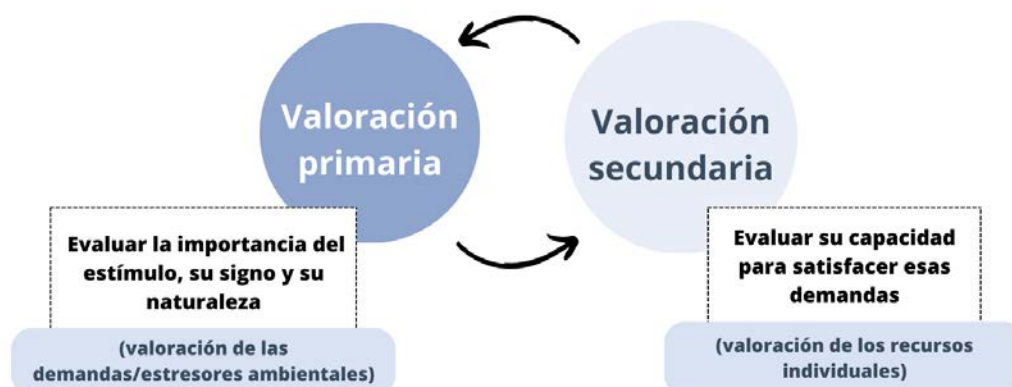 Valoración
primaria
Valoración
secundaria
Evaluar la importancia del
estímulo, su signo y su
naturaleza
(valoración de las
demandas/estresores ambientales)
Evaluar su capacidad
para satisfacer esas
demandas
(valoración de los recursos
individuales)